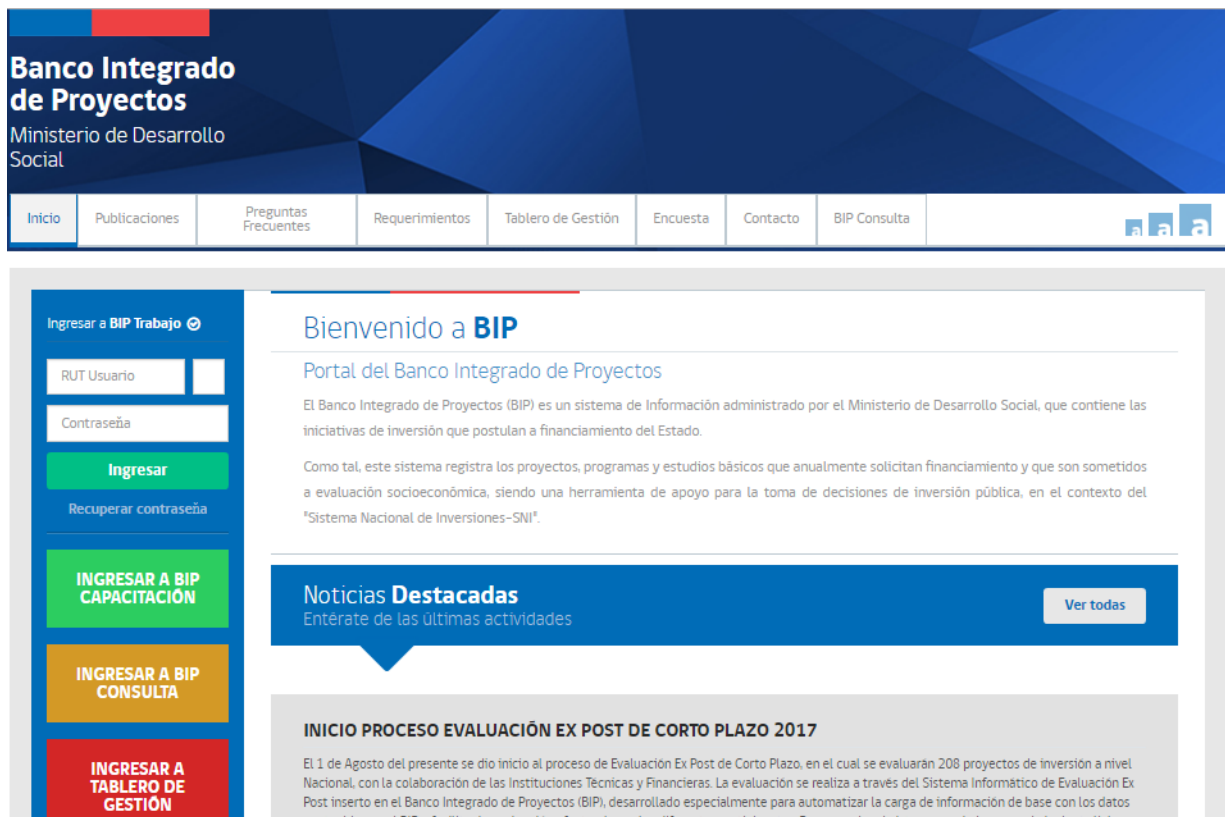 Banco Integrado
de Proyectos
Ministerio de Desarrollo
Social
Inicio
Publicaciones
Preguntas
Frecuentes
Requerimientos
Tablero de Gestión
Encuesta
Contacto
BIP Consulta
a a a
Ingresar a BIP Trabajo
RUT Usuario
Contraseña
Ingresar
Recuperar contraseña
INGRESAR A BIP
CAPACITACIÓN
INGRESAR A BIP
CONSULTA
INGRESAR A
TABLERO DE
GESTIÓN
Bienvenido a BIP
Portal del Banco Integrado de Proyectos
El Banco Integrado de Proyectos (BIP) es un sistema de Información administrado por el Ministerio de Desarrollo Social, que contiene las
iniciativas de inversión que postulan a financiamiento del Estado.
Como tal, este sistema registra los proyectos, programas y estudios básicos que anualmente solicitan financiamiento y que son sometidos
a evaluación socioeconómica, siendo una herramienta de apoyo para la toma de decisiones de inversión pública, en el contexto del
"Sistema Nacional de Inversiones-SNI".
Noticias Destacadas
Entérate de las últimas actividades
Ver todas
INICIO PROCESO EVALUACIÓN EX POST DE CORTO PLAZO 2017
El 1 de Agosto del presente se dio inicio al proceso de Evaluación Ex Post de Corto Plazo, en el cual se evaluarán 208 proyectos de inversión a nivel
Nacional, con la colaboración de las Instituciones Técnicas y Financieras. La evaluación se realiza a través del Sistema Informático de Evaluación Ex
Post inserto en el Banco Integrado de Proyectos (BIP), desarrollado especialmente para automatizar la carga de información de base con los datos